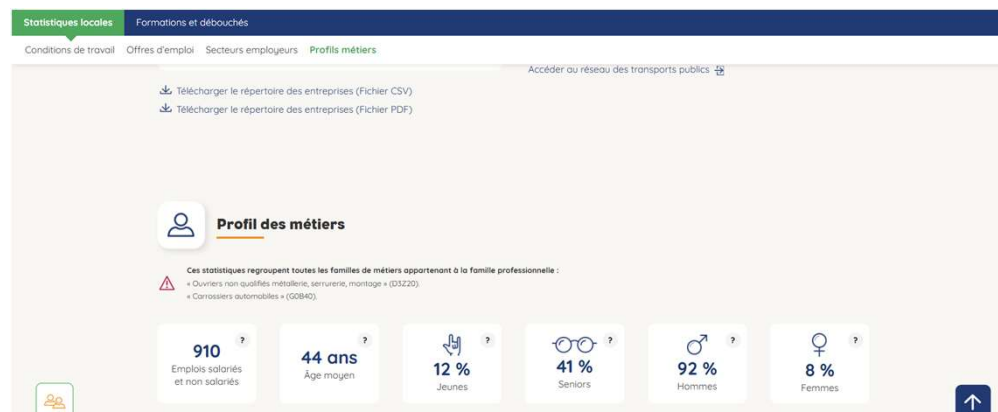 Statistiques locales Formations et débouchés
Conditions de travail Offres d'emploi Secteurs employeurs Profils métiers
Accéder au réseau des transports publics
Télécharger le répertoire des entreprises (Fichier CSV)
Télécharger le répertoire des entreprises (Fichier PDF)
Profil des métiers
Ces statistiques regroupent toutes les familles de métiers appartenant à la famille professionnelle :
« Ouvriers non qualifiés métallerie, serrurerie, montage » (D3Z20).
« Carrossiers automobiles » (G0B40).
? ? ? ? ? ?
910 44 ans 12 % 41 % 92 % 8 %
Emplois salariés Âge moyen Jeunes Seniors Hommes Femmes
et non salariés